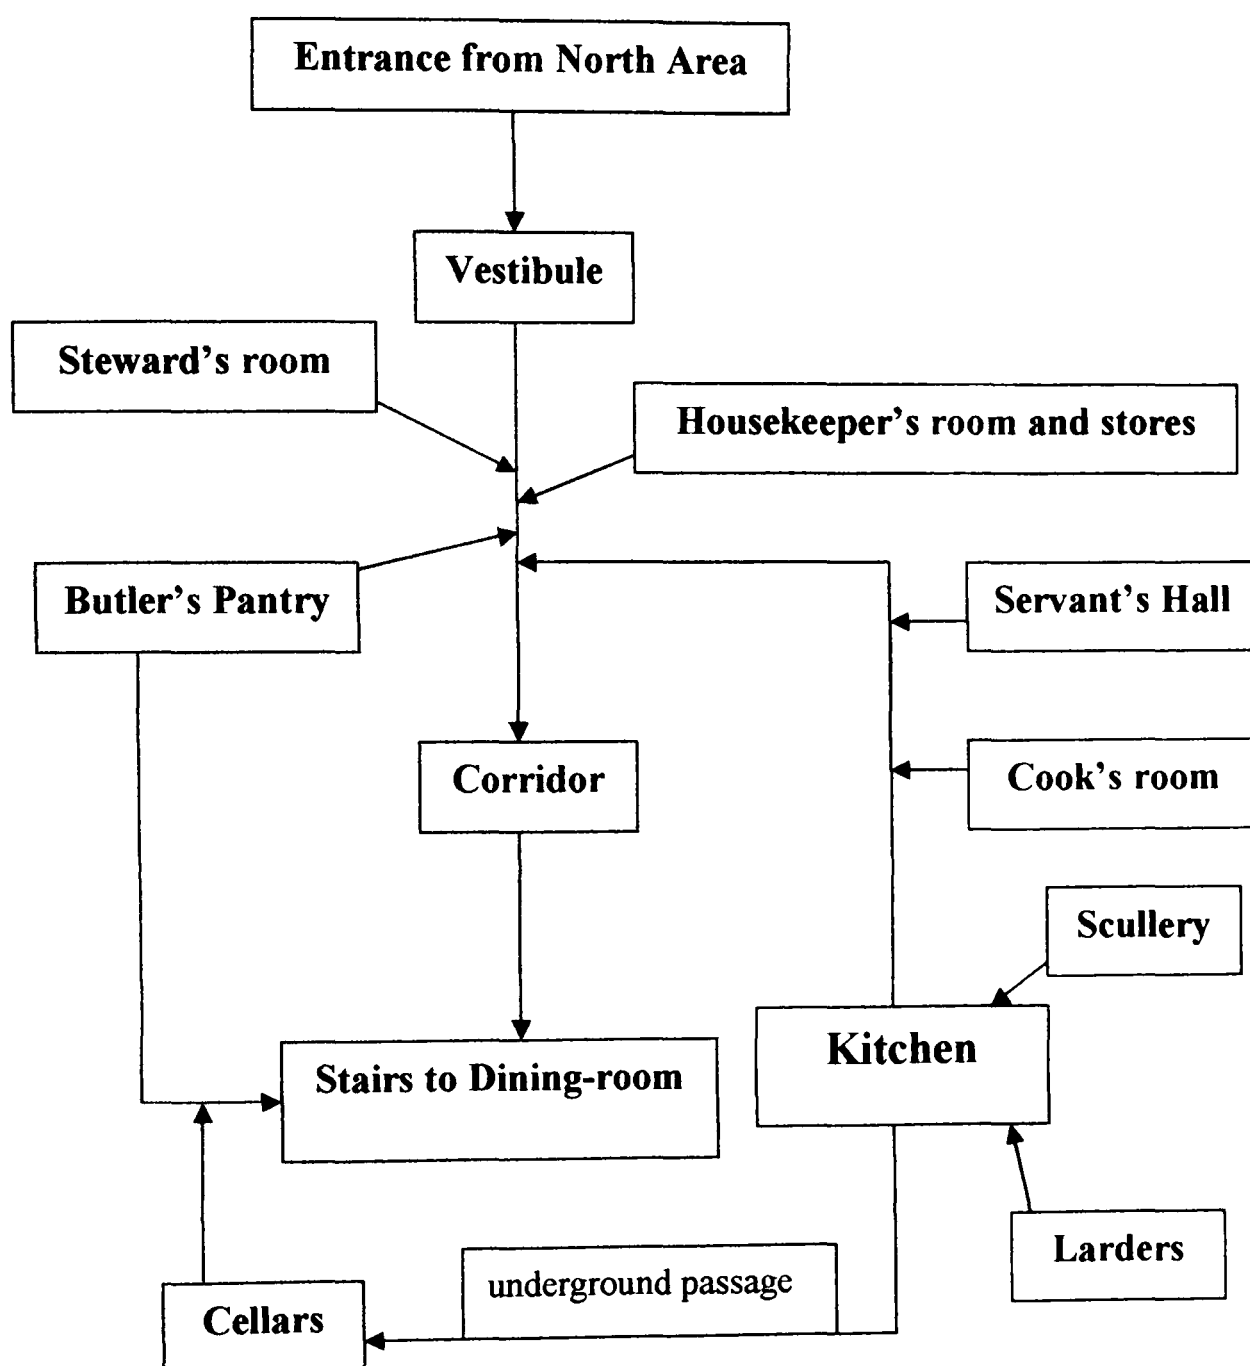 Entrance from North Area
Vestibule
Steward's room
Housekeeper's room and stores
Butler's Pantry
Servant's Hall
Corridor
Cook's room
Scullery
Kitchen
Stairs to Dining-room
Larders
underground passage
Cellars